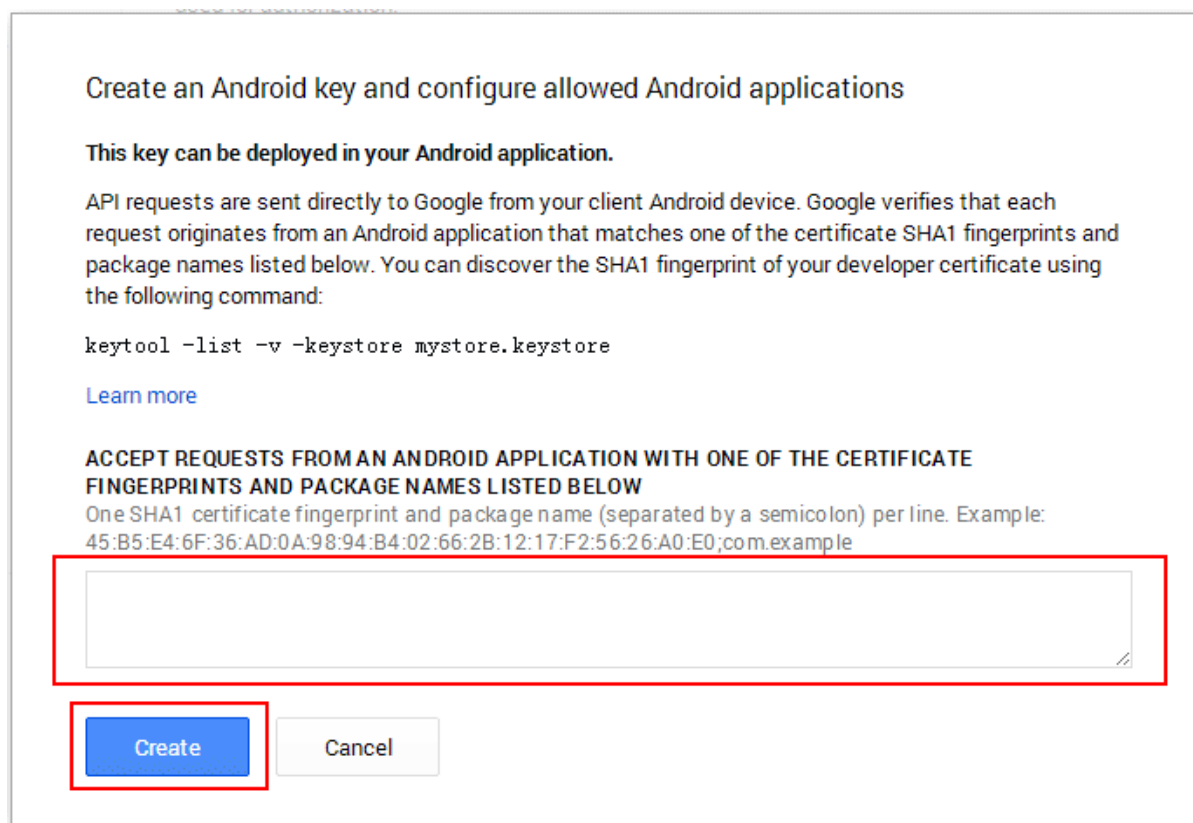 used for authorization.
Create an Android key and configure allowed Android applications
This key can be deployed in your Android application.
API requests are sent directly to Google from your client Android device. Google verifies that each
request originates from an Android application that matches one of the certificate SHA1 fingerprints and
package names listed below. You can discover the SHA1 fingerprint of your developer certificate using
the following command:
keytool -list -v -keystore mystore.keystore
Learn more
ACCEPT REQUESTS FROM AN ANDROID APPLICATION WITH ONE OF THE CERTIFICATE
FINGERPRINTS AND PACKAGE NAMES LISTED BELOW
One SHA1 certificate fingerprint and package name (separated by a semicolon) per line. Example:
45:B5:E4:6F:36:AD:0A:98:94:B4:02:66:2B:12:17:F2:56:26:A0:E0;com.example
Create
Cancel